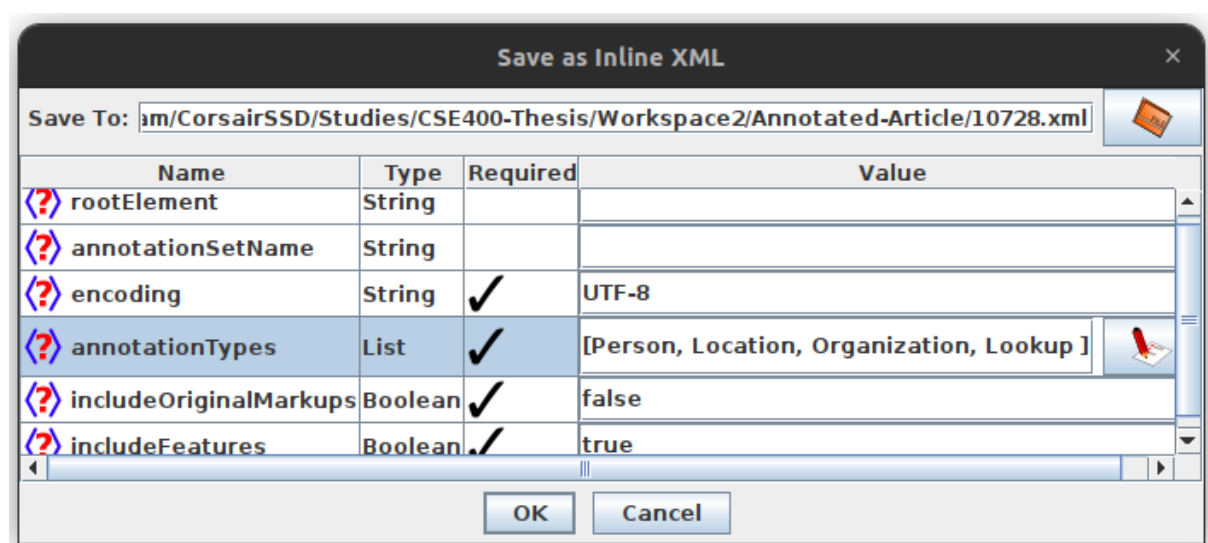 Save as Inline XML
Save To: am/CorsairSSD/Studies/CSE400-Thesis/Workspace2/Annotated-Article/10728.xml
Name Type Required Value
rootElement String
annotationSetName String
encoding String UTF-8
annotationTypes List [Person, Location, Organization, Lookup ]
includeOriginalMarkups Boolean false
includeFeatures Boolean true
OK Cancel